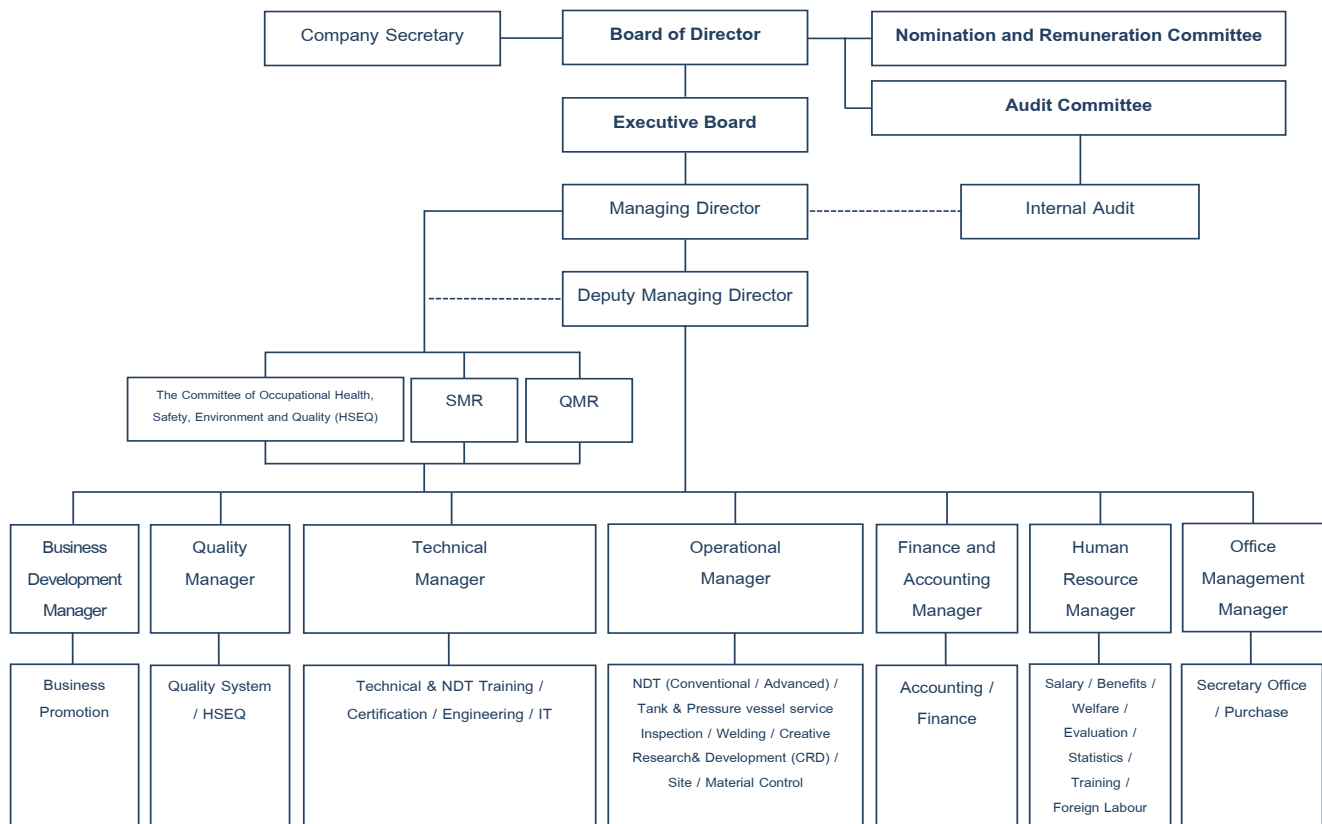 Company Secretary
Board of Director
Nomination and Remuneration Committee
Audit Committee
Executive Board
Managing Director
Internal Audit
Deputy Managing Director
The Committee of Occupational Health,
Safety, Environment and Quality (HSEQ)
SMR
QMR
Business
Development
Manager
Quality
Manager
Technical
Manager
Operational
Manager
Finance and
Accounting
Manager
Human
Resource
Manager
Office
Management
Manager
Business
Promotion
Quality System
/ HSEQ
Technical & NDT Training /
Certification / Engineering / IT
NDT (Conventional / Advanced) /
Tank & Pressure vessel service
Inspection / Welding / Creative
Research& Development (CRD) /
Site / Material Control
Accounting /
Finance
Salary / Benefits /
Welfare /
Evaluation /
Statistics /
Training /
Foreign Labour
Secretary Office
/ Purchase